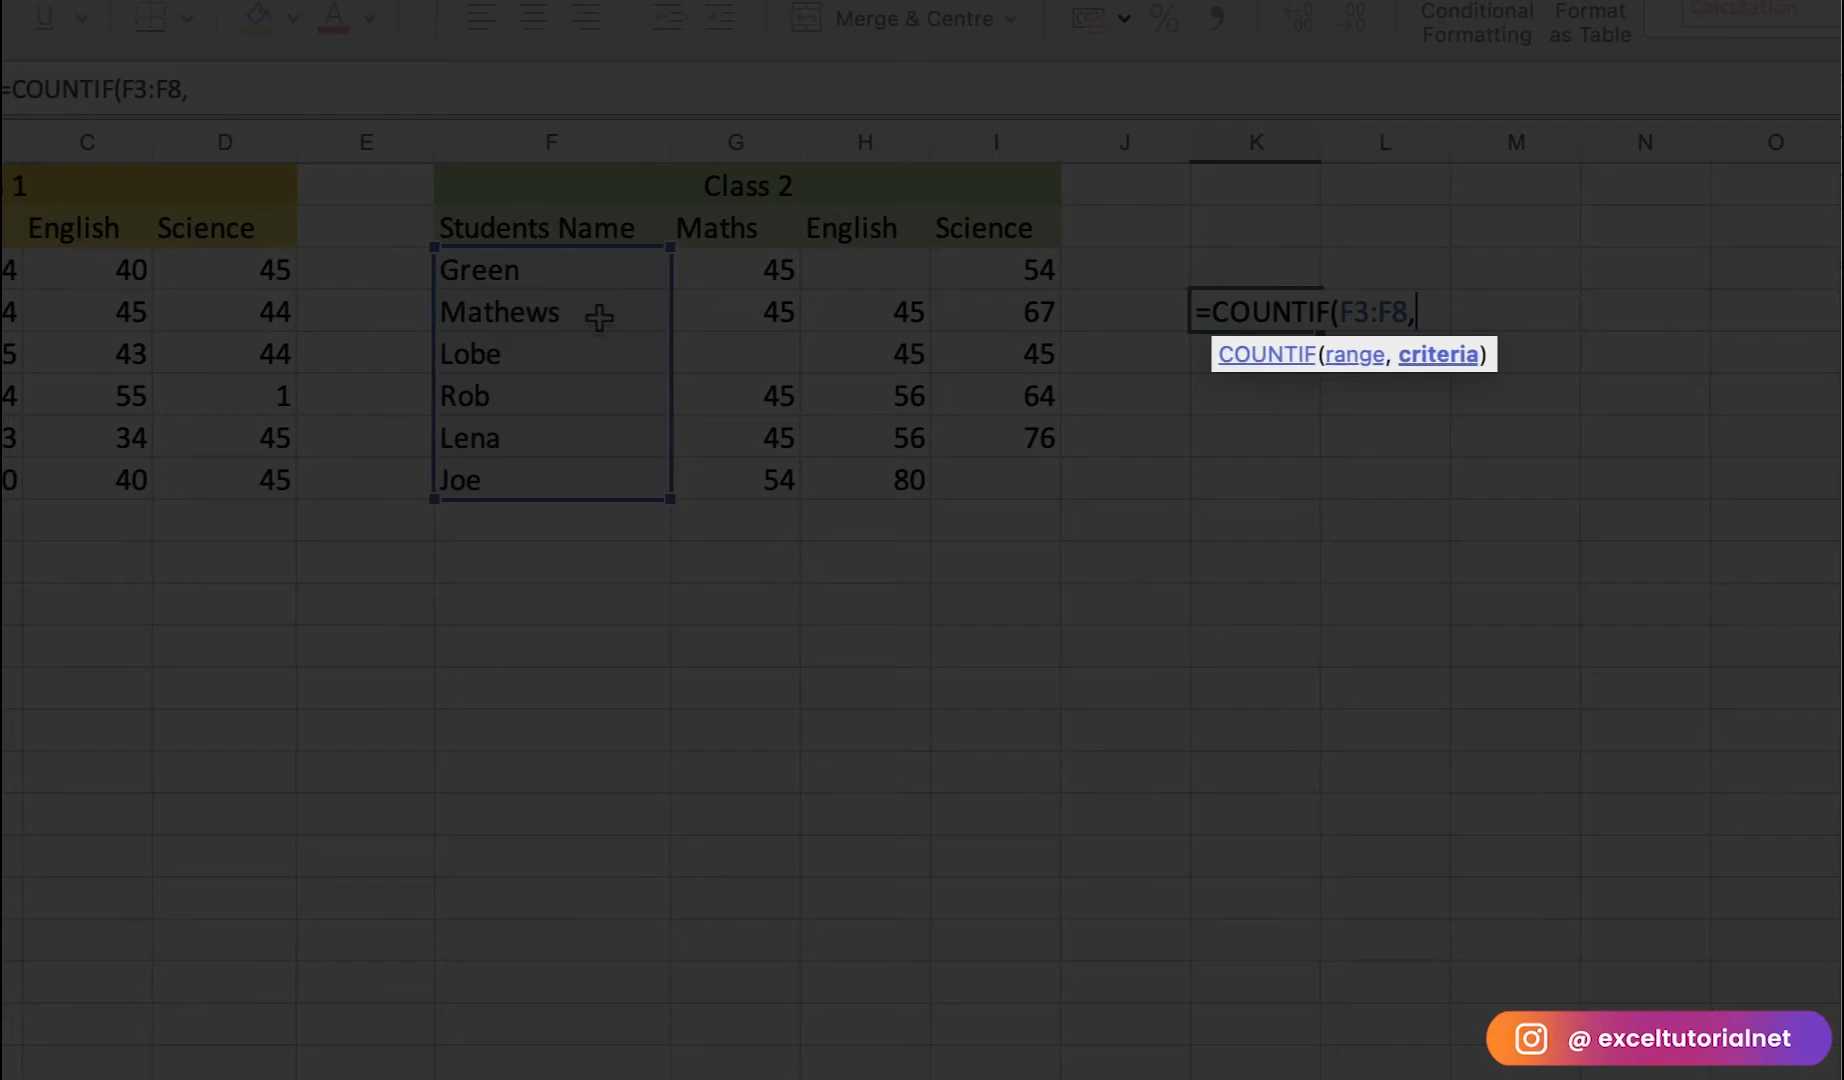 U A Merge & Centre % Conditional Formatting Format as Table Calculation...
=COUNTIF(F3:F8,
C D E F G H I J K L M N O
1 Class 2
English Science Students Name Maths English Science
4 40 45 Green 45 54
4 45 44 Mathews 45 45 67 =COUNTIF(F3:F8,
5 43 44 Lobe 45 45 COUNTIF(range, criteria)
4 55 1 Rob 45 56 64
3 34 45 Lena 45 56 76
0 40 45 Joe 54 80
@ exceltutorialnet